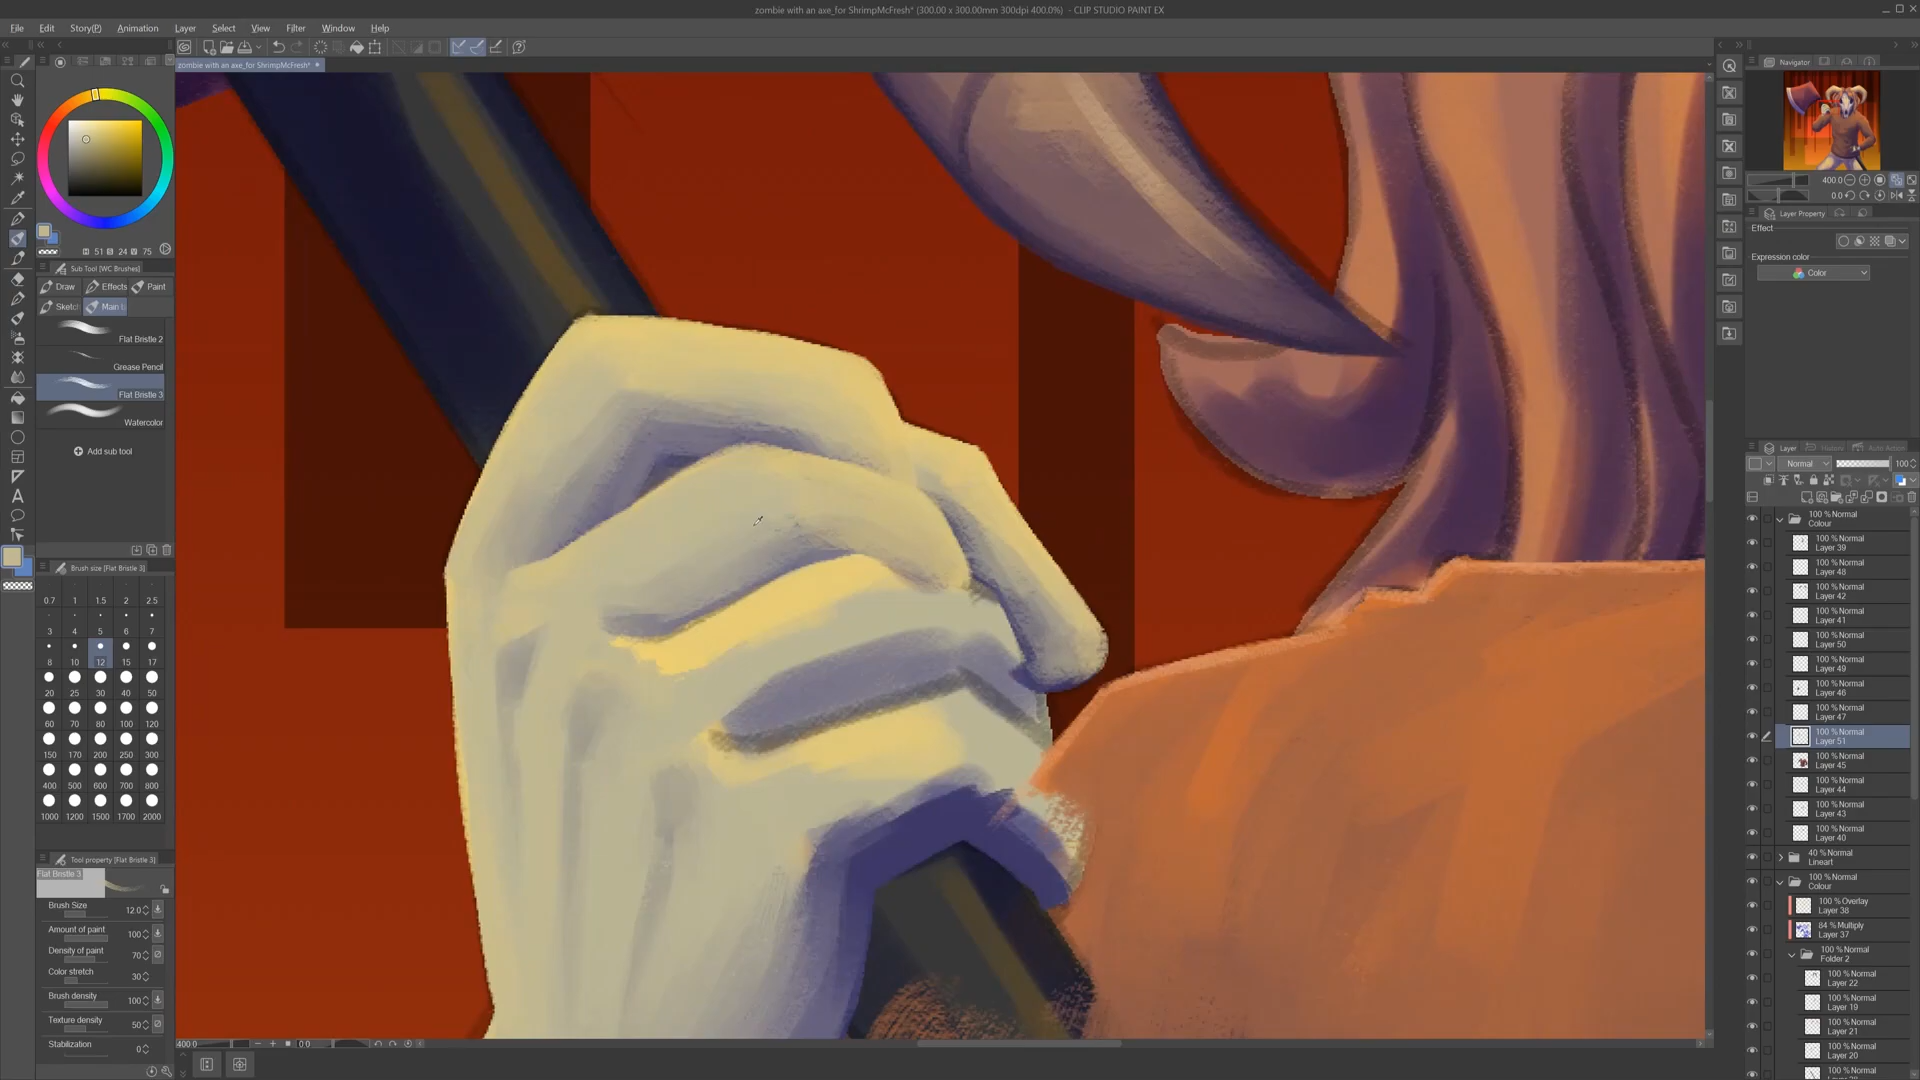 zombie with an axe_for ShrimpMcFresh* (300.00 x 300.00mm 300dpi 400.0%) - CLIP STUDIO PAINT EX
File Edit Story(P) Animation Layer Select View Filter Window Help
zombie with an axe_for ShrimpMcFresh*
Navigator
400.0
0.0
Layer Property
Effect
Expression color
Color
H 51 S 24 V 75
Sub Tool [WC Brushes]
Draw Effects Paint
Sketc Main
Flat Bristle 2
Grease Pencil
Flat Bristle 3
Watercolor
Add sub tool
Brush size [Flat Bristle 3]
0.7 1 1.5 2 2.5
3 4 5 6 7
8 10 12 15 17
20 25 30 40 50
60 70 80 100 120
150 170 200 250 300
400 500 600 700 800
1000 1200 1500 1700 2000
Tool property [Flat Bristle 3]
Flat Bristle 3
Brush Size 12.0
Amount of paint 100
Density of paint 70
Color stretch 30
Brush density 100
Texture density 50
Stabilization 0
400.0
0.0
Layer History Auto Action
Normal 100
100 % Normal
Colour
100 % Normal
Layer 39
100 % Normal
Layer 48
100 % Normal
Layer 42
100 % Normal
Layer 41
100 % Normal
Layer 50
100 % Normal
Layer 49
100 % Normal
Layer 46
100 % Normal
Layer 47
100 % Normal
Layer 51
100 % Normal
Layer 45
100 % Normal
Layer 44
100 % Normal
Layer 43
100 % Normal
Layer 40
40 % Normal
Lineart
100 % Normal
Colour
100 % Overlay
Layer 38
84 % Multiply
Layer 37
100 % Normal
Folder 2
100 % Normal
Layer 22
100 % Normal
Layer 19
100 % Normal
Layer 21
100 % Normal
Layer 20
100 % Normal